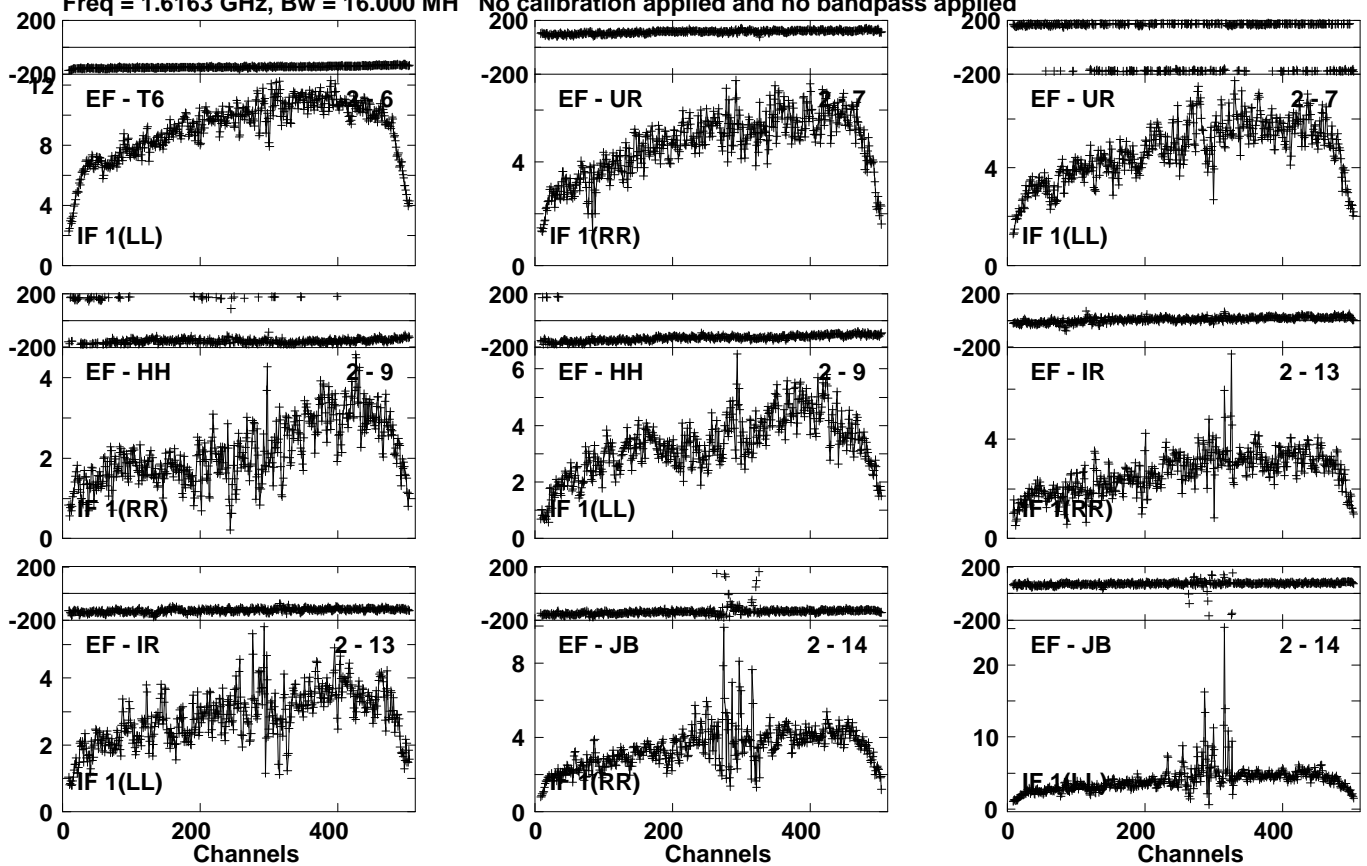 Freq = 1.6163 GHz, Bw = 16.000 MH No calibration applied and no bandpass applied
200
-200
12
8
4
0
EF - T6
2 - 6
IF 1(LL)
200
-200
4
0
EF - UR
2 - 7
IF 1(RR)
200
-200
4
0
EF - UR
2 - 7
IF 1(LL)
200
-200
4
2
0
EF - HH
2 - 9
IF 1(RR)
200
-200
6
4
2
0
EF - HH
2 - 9
IF 1(LL)
200
-200
4
0
EF - IR
2 - 13
IF 1(RR)
200
-200
4
2
0
EF - IR
2 - 13
IF 1(LL)
0 200 400
Channels
200
-200
8
4
0
EF - JB
2 - 14
IF 1(RR)
0 200 400
Channels
200
-200
20
10
0
EF - JB
2 - 14
IF 1(LL)
0 200 400
Channels